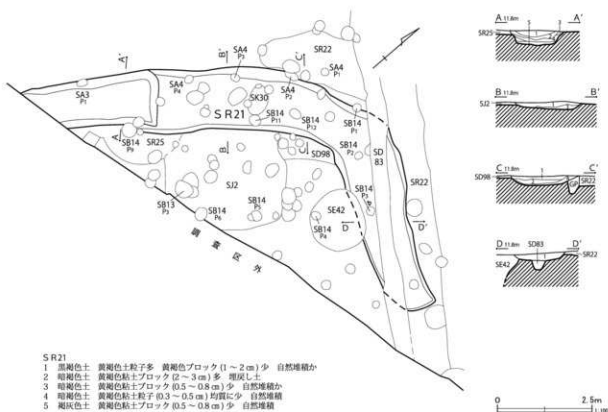 SR22
A'
B'
C'
SA4
P3
SA4
P1
SA4
P4
SA4
P2
SA3
P1
SK30
SR21
SB14
P11
SB14
P12
SB14
P1
A
SB14
P9
SR25
B
C
SD98
SB14
P2
SD
83
SR22
SJ2
SB14
P3
SB13
P3
SB14
P6
SB14
P5
SE42
SB14
P4
D
D'
調査区外
A 11.8m A'
SR25
5
3
B 11.8m B'
SJ2
C 11.8m 1 C'
SD98
GP
SR22
D 11.8m SD83 D'
1
SR22
SE42
SR21
1 黒褐色土 黄褐色土粒子多 黄褐色ブロック(1～2㎝)少 自然堆積か
2 暗褐色土 黄褐色粘土ブロック(2～3㎝)多 埋戻し土
3 暗褐色土 黄褐色粘土ブロック(0.5～0.8㎝)少 自然堆積か
4 暗褐色土 黄褐色粘土粒子(0.3～0.5㎝)均質に少 自然堆積
5 褐灰色土 黄褐色粘土ブロック(0.5～0.8㎝)少 自然堆積
0 2.5m